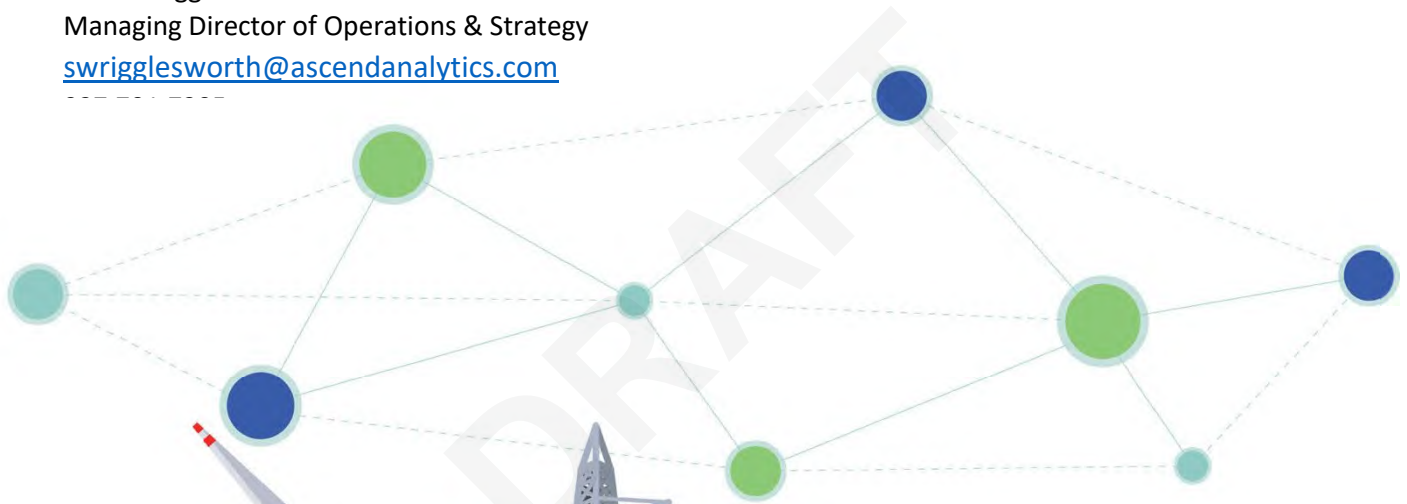 Managing Director of Operations & Strategy
swrigglesworth@ascendanalytics.com
DRAFT